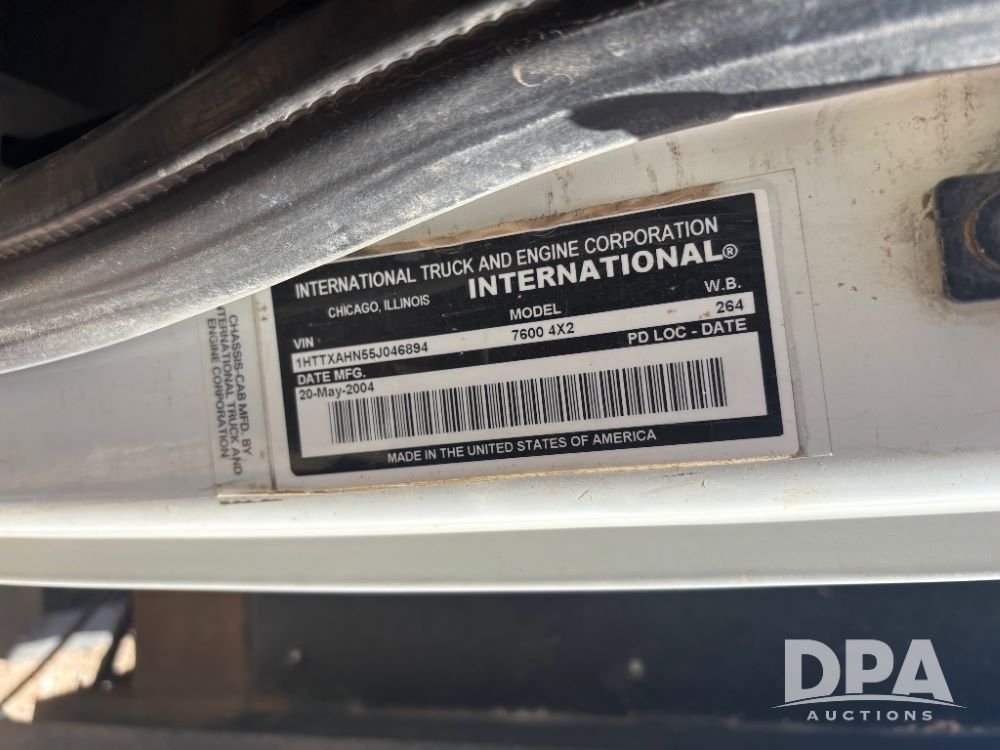 INTERNATIONAL TRUCK AND ENGINE CORPORATION
CHICAGO, ILLINOIS INTERNATIONAL®
VIN MODEL W.B.
1HTTXAHN55J046894 7600 4X2 264
DATE MFG. PD LOC - DATE
20-May-2004
MADE IN THE UNITED STATES OF AMERICA
CHASSIS-CAB MFD. BY
INTERNATIONAL TRUCK AND
ENGINE CORPORATION
DPA
AUCTIONS